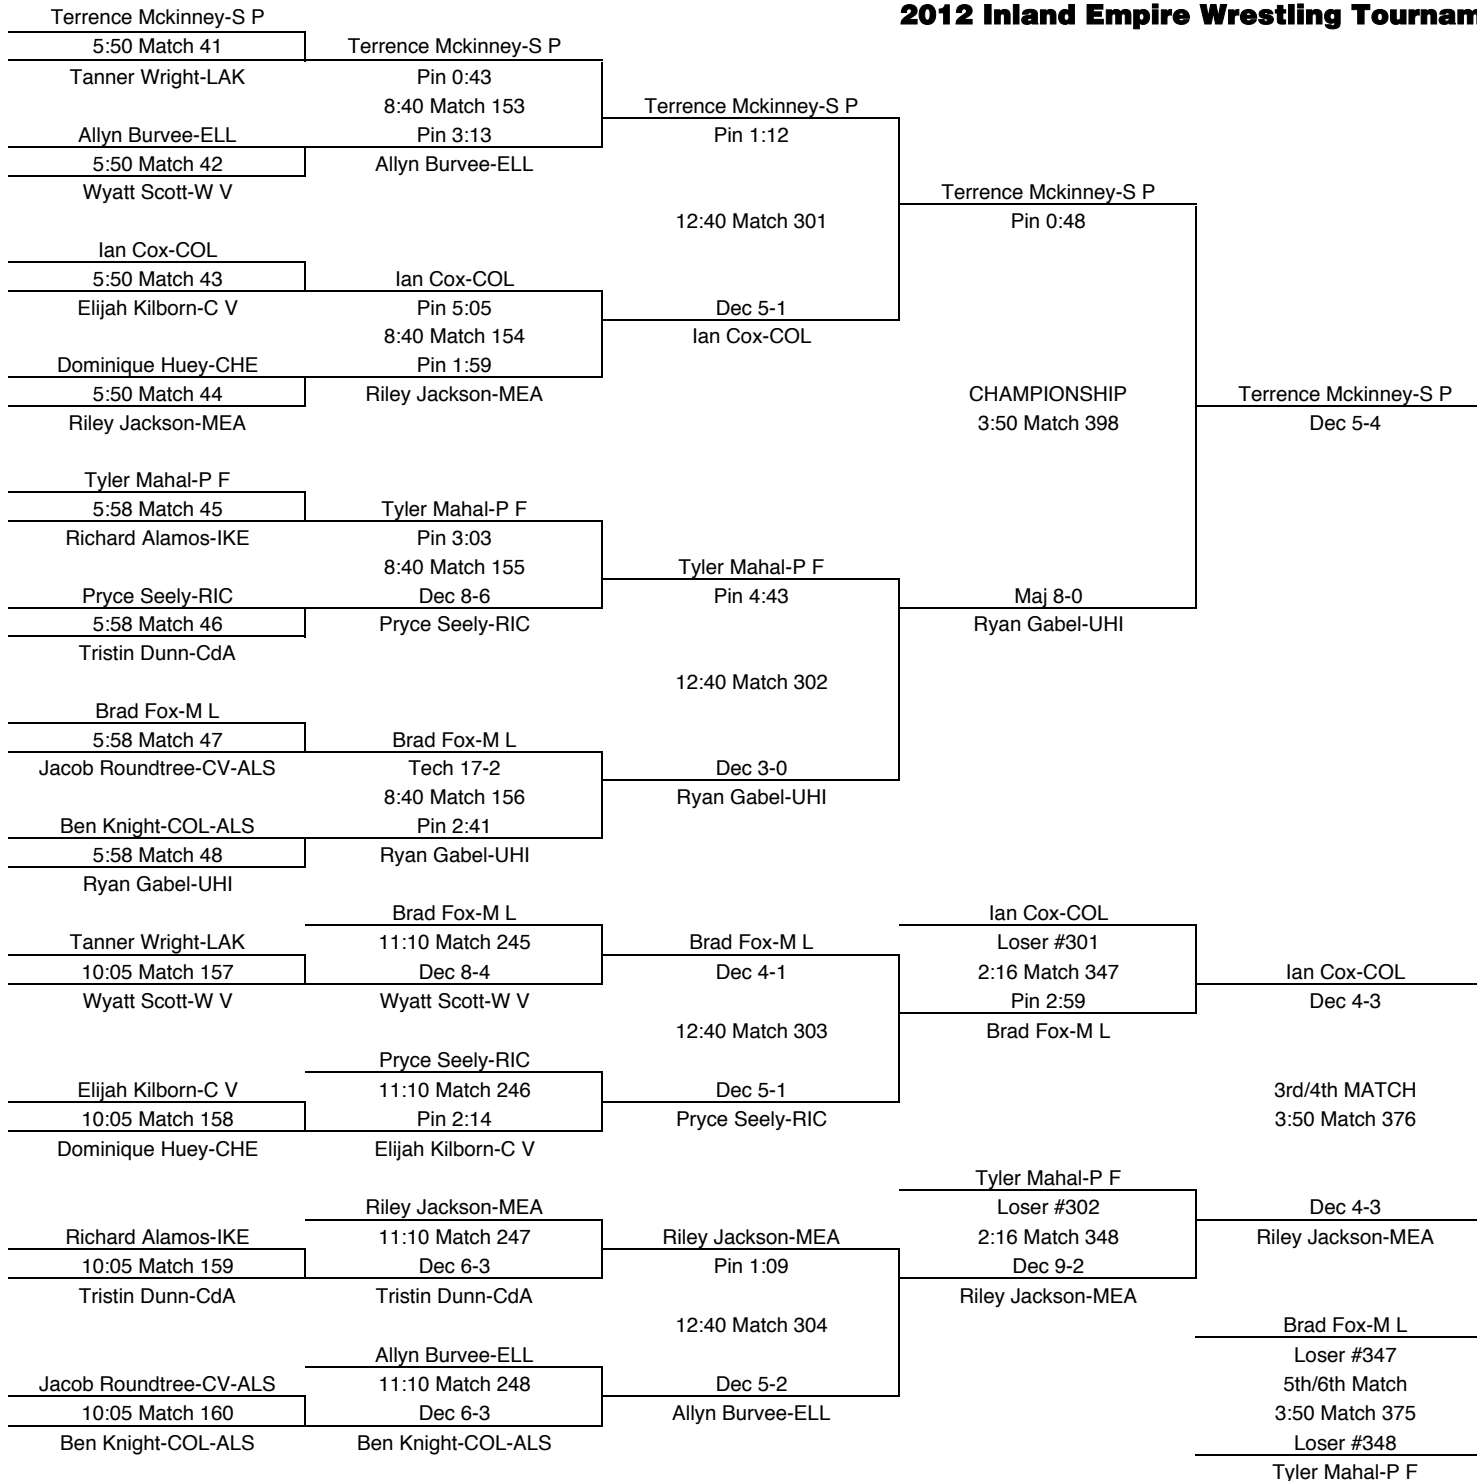 2012 Inland Empire Wrestling Tournam
Terrence Mckinney-S P
5:50 Match 41
Tanner Wright-LAK
Allyn Burvee-ELL
5:50 Match 42
Wyatt Scott-W V
Ian Cox-COL
5:50 Match 43
Elijah Kilborn-C V
Dominique Huey-CHE
5:50 Match 44
Riley Jackson-MEA
Tyler Mahal-P F
5:58 Match 45
Richard Alamos-IKE
Pryce Seely-RIC
5:58 Match 46
Tristin Dunn-CdA
Brad Fox-M L
5:58 Match 47
Jacob Roundtree-CV-ALS
Ben Knight-COL-ALS
5:58 Match 48
Ryan Gabel-UHI
Terrence Mckinney-S P
Pin 0:43
8:40 Match 153
Pin 3:13
Allyn Burvee-ELL
Ian Cox-COL
Pin 5:05
8:40 Match 154
Pin 1:59
Riley Jackson-MEA
Tyler Mahal-P F
Pin 3:03
8:40 Match 155
Dec 8-6
Pryce Seely-RIC
Brad Fox-M L
Tech 17-2
8:40 Match 156
Pin 2:41
Ryan Gabel-UHI
Terrence Mckinney-S P
Pin 1:12
12:40 Match 301
Dec 5-1
Ian Cox-COL
Tyler Mahal-P F
Pin 4:43
12:40 Match 302
Dec 3-0
Ryan Gabel-UHI
Terrence Mckinney-S P
Pin 0:48
CHAMPIONSHIP
3:50 Match 398
Maj 8-0
Ryan Gabel-UHI
Terrence Mckinney-S P
Dec 5-4
Tanner Wright-LAK
10:05 Match 157
Wyatt Scott-W V
Elijah Kilborn-C V
10:05 Match 158
Dominique Huey-CHE
Richard Alamos-IKE
10:05 Match 159
Tristin Dunn-CdA
Jacob Roundtree-CV-ALS
10:05 Match 160
Ben Knight-COL-ALS
Brad Fox-M L
11:10 Match 245
Dec 8-4
Wyatt Scott-W V
Pryce Seely-RIC
11:10 Match 246
Pin 2:14
Elijah Kilborn-C V
Riley Jackson-MEA
11:10 Match 247
Dec 6-3
Tristin Dunn-CdA
Allyn Burvee-ELL
11:10 Match 248
Dec 6-3
Ben Knight-COL-ALS
Brad Fox-M L
Dec 4-1
12:40 Match 303
Dec 5-1
Pryce Seely-RIC
Riley Jackson-MEA
Pin 1:09
12:40 Match 304
Dec 5-2
Allyn Burvee-ELL
Ian Cox-COL
Loser #301
2:16 Match 347
Pin 2:59
Brad Fox-M L
Tyler Mahal-P F
Loser #302
2:16 Match 348
Dec 9-2
Riley Jackson-MEA
Ian Cox-COL
Dec 4-3
3rd/4th MATCH
3:50 Match 376
Dec 4-3
Riley Jackson-MEA
Brad Fox-M L
Loser #347
5th/6th Match
3:50 Match 375
Loser #348
Tyler Mahal-P F